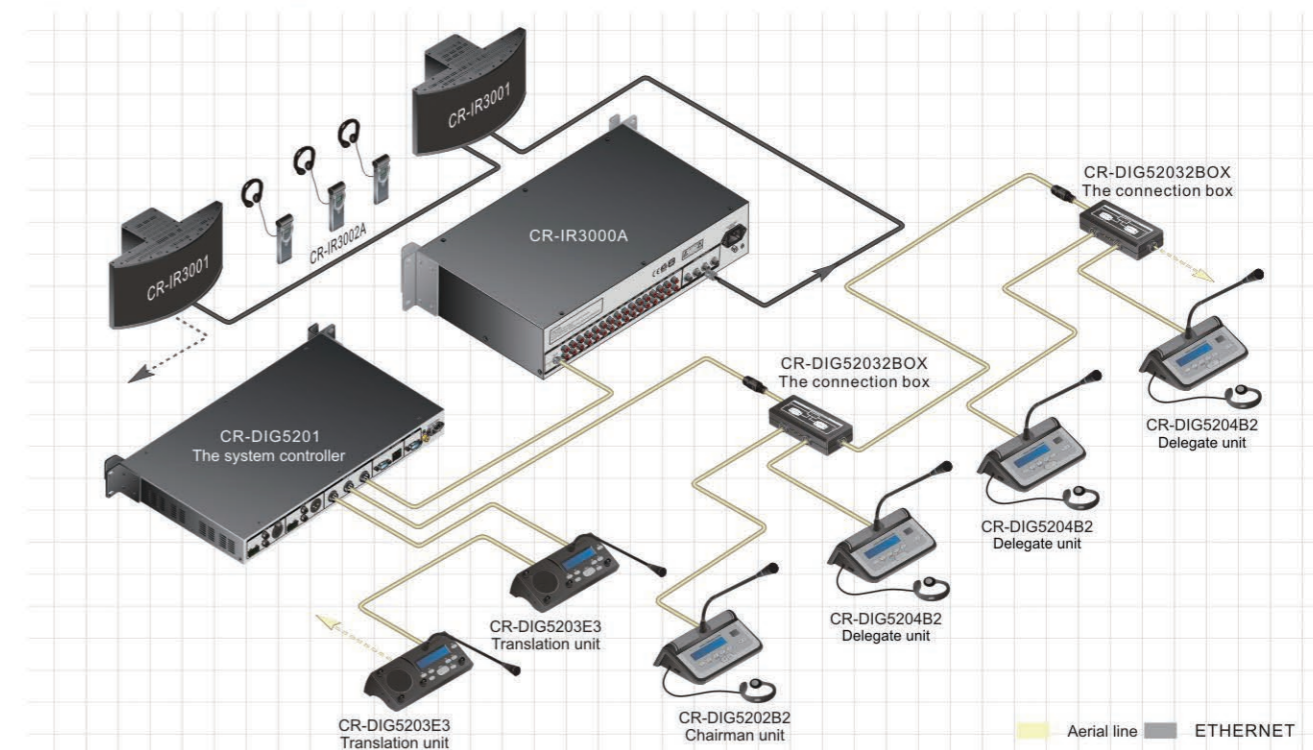 CR-IR3001
CR-IR3001
CR-IR3002A
CR-IR3000A
CR-DIG52032BOX
The connection box
CR-DIG52032BOX
The connection box
CR-DIG5201
The system controller
CR-DIG5204B2
Delegate unit
CR-DIG5204B2
Delegate unit
CR-DIG5204B2
Delegate unit
CR-DIG5203E3
Translation unit
CR-DIG5202B2
Chairman unit
CR-DIG5203E3
Translation unit
Aerial line
ETHERNET